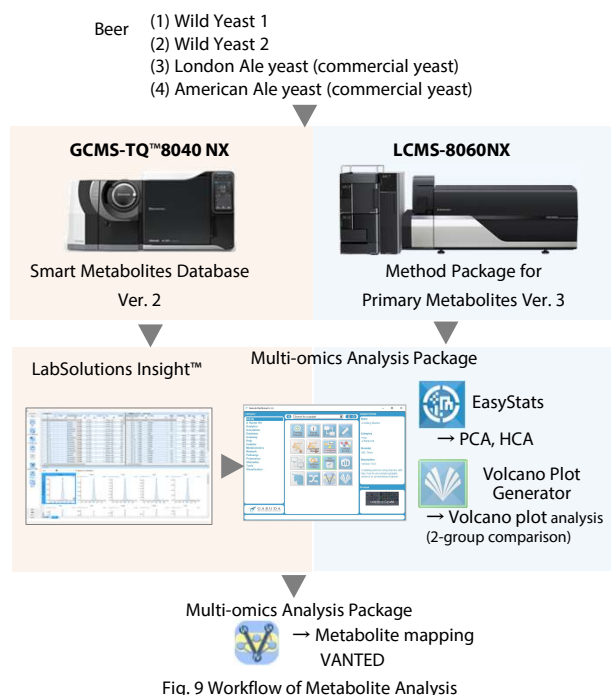 Beer
(1) Wild Yeast 1
(2) Wild Yeast 2
(3) London Ale yeast (commercial yeast)
(4) American Ale yeast (commercial yeast)
GCMS-TQ™8040 NX
LCMS-8060NX
Smart Metabolites Database
Ver. 2
Method Package for
Primary Metabolites Ver. 3
LabSolutions Insight™
Multi-omics Analysis Package
EasyStats
→ PCA, HCA
Volcano Plot
Generator
→ Volcano plot analysis
(2-group comparison)
GARUDA
Multi-omics Analysis Package
→ Metabolite mapping
VANTED
Fig. 9 Workflow of Metabolite Analysis